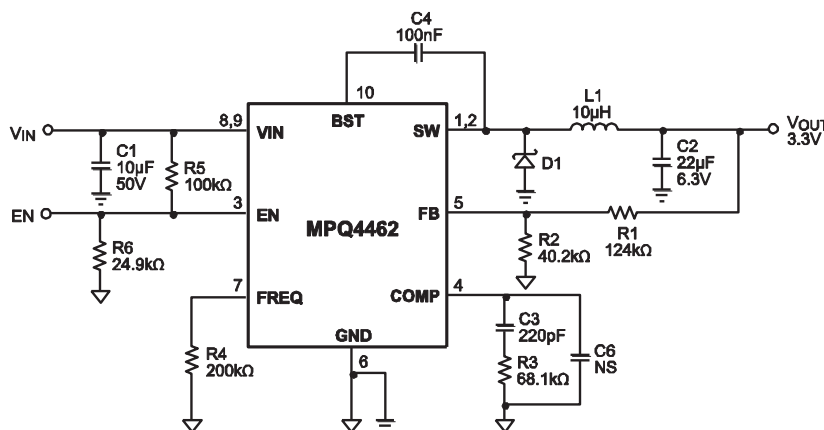 C4
100nF
10
BST
8,9
VIN
VIN
SW
1,2
L1
10µH
VOUT
3.3V
C1
10µF
50V
R5
100kΩ
D1
C2
22µF
6.3V
EN
3
EN
MPQ4462
FB
5
R6
24.9kΩ
R2
40.2kΩ
R1
124kΩ
7
FREQ
COMP
4
R4
200kΩ
GND
6
C3
220pF
R3
68.1kΩ
C6
NS